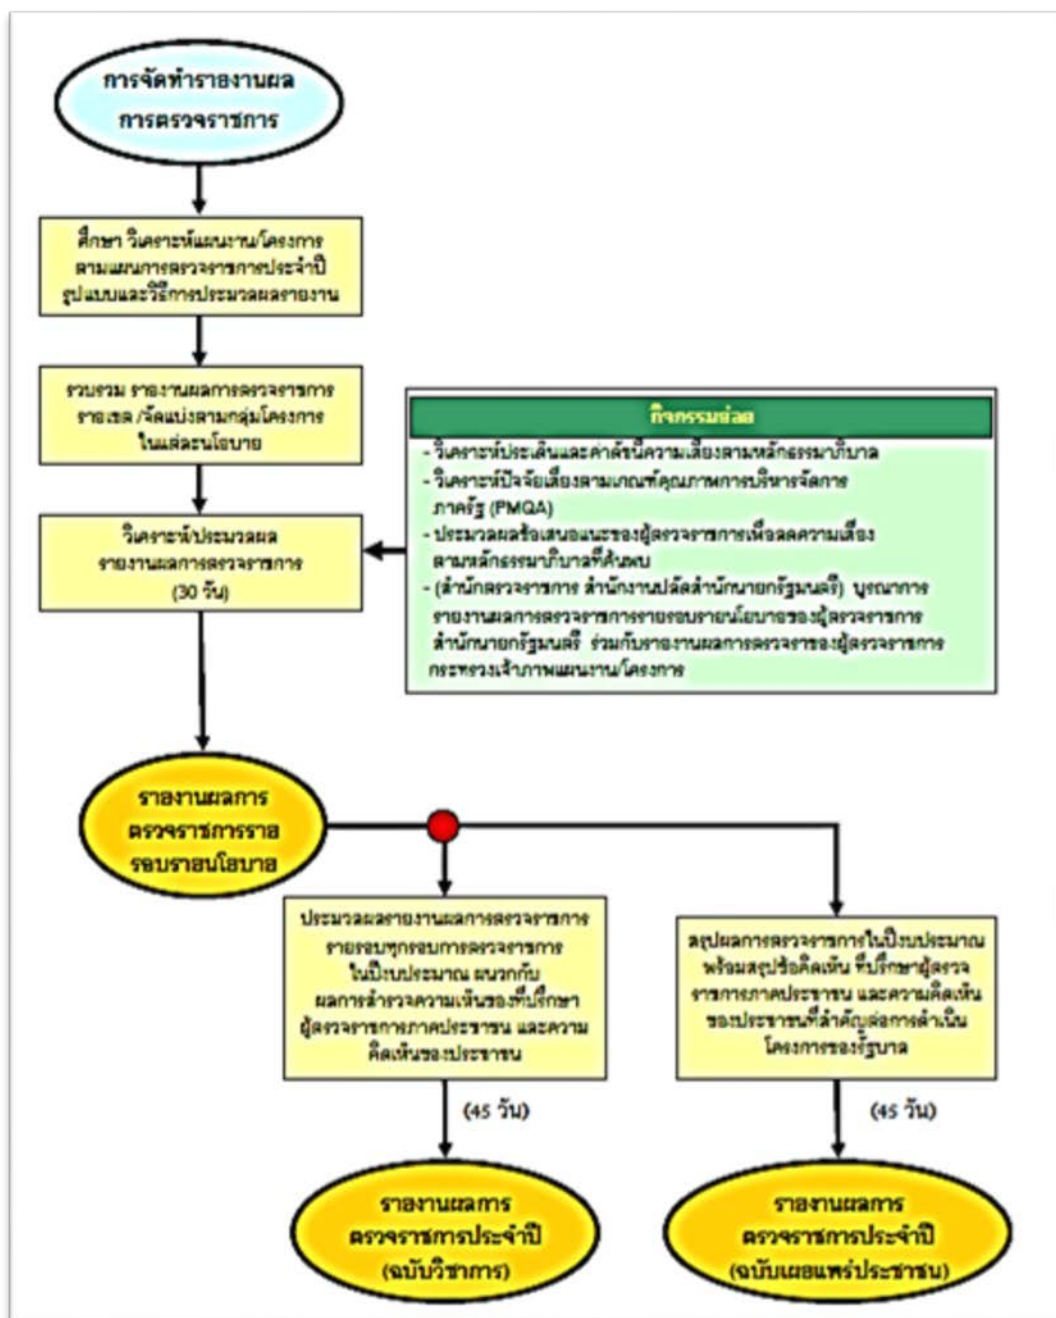 การจัดทำรายงานผล
การตรวจราชการ
ศึกษา วิเคราะห์แผนงาน/โครงการ
ตามแผนการตรวจราชการประจำปี
รูปแบบและวิธีการประมวลผลรายงาน
รวบรวม รายงานผลการตรวจราชการ
รายเขต /จัดแบ่งตามกลุ่มโครงการ
ในแต่ละนโยบาย
วิเคราะห์/ประมวลผล
รายงานผลการตรวจราชการ
(30 วัน)
กิจกรรมย่อย
- วิเคราะห์ประเด็นและค่าดัชนีความเสี่ยงตามหลักธรรมาภิบาล
- วิเคราะห์ปัจจัยเสี่ยงตามเกณฑ์คุณภาพการบริหารจัดการ
ภาครัฐ (PMQA)
- ประมวลผลข้อเสนอแนะของผู้ตรวจราชการเพื่อลดความเสี่ยง
ตามหลักธรรมาภิบาลที่ค้นพบ
- (สำนักตรวจราชการ สำนักงานปลัดสำนักนายกรัฐมนตรี) บูรณาการ
รายงานผลการตรวจราชการรายรอบรายนโยบายของผู้ตรวจราชการ
สำนักนายกรัฐมนตรี ร่วมกับรายงานผลการตรวจราของผู้ตรวจราชการ
กระทรวงเจ้าภาพแผนงาน/โครงการ
รายงานผลการ
ตรวจราชการราย
รอบรายนโยบาย
ประมวลผลรายงานผลการตรวจราชการ
รายรอบทุกรอบการตรวจราชการ
ในปีงบประมาณ ผนวกกับ
ผลการสำรวจความเห็นของที่ปรึกษา
ผู้ตรวจราชการภาคประชาชน และความ
คิดเห็นของประชาชน
สรุปผลการตรวจราชการในปีงบประมาณ
พร้อมสรุปข้อคิดเห็น ที่ปรึกษาผู้ตรวจ
ราชการภาคประชาชน และความคิดเห็น
ของประชาชนที่สำคัญต่อการดำเนิน
โครงการของรัฐบาล
(45 วัน)
(45 วัน)
รายงานผลการ
ตรวจราชการประจำปี
(ฉบับวิชาการ)
รายงานผลการ
ตรวจราชการประจำปี
(ฉบับเผยแพร่ประชาชน)